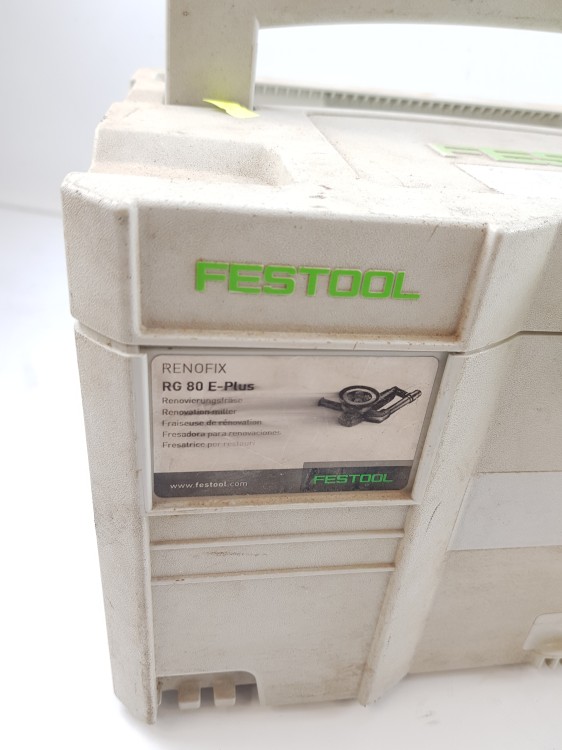 FESTOOL
FESTOOL
RENOFIX
RG 80 E-Plus
Renovierungsfräse
Renovation miller
Fraiseuse de rénovation
Fresadora para renovaciones
Fresatrice per restauri
www.festool.com
FESTOOL